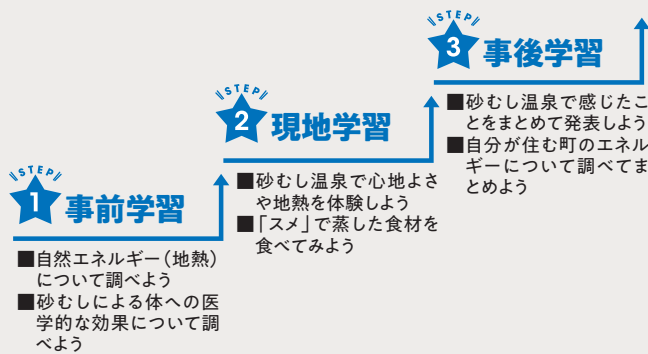 STEP
1 事前学習
■自然エネルギー（地熱）
について調べよう
■砂むしによる体への医
学的な効果について調
べよう
STEP
2 現地学習
■砂むし温泉で心地よさ
や地熱を体験しよう
■「スメ」で蒸した食材を
食べてみよう
STEP
3 事後学習
■砂むし温泉で感じたこ
とをまとめて発表しよう
■自分が住む町のエネル
ギーについて調べてま
とめよう